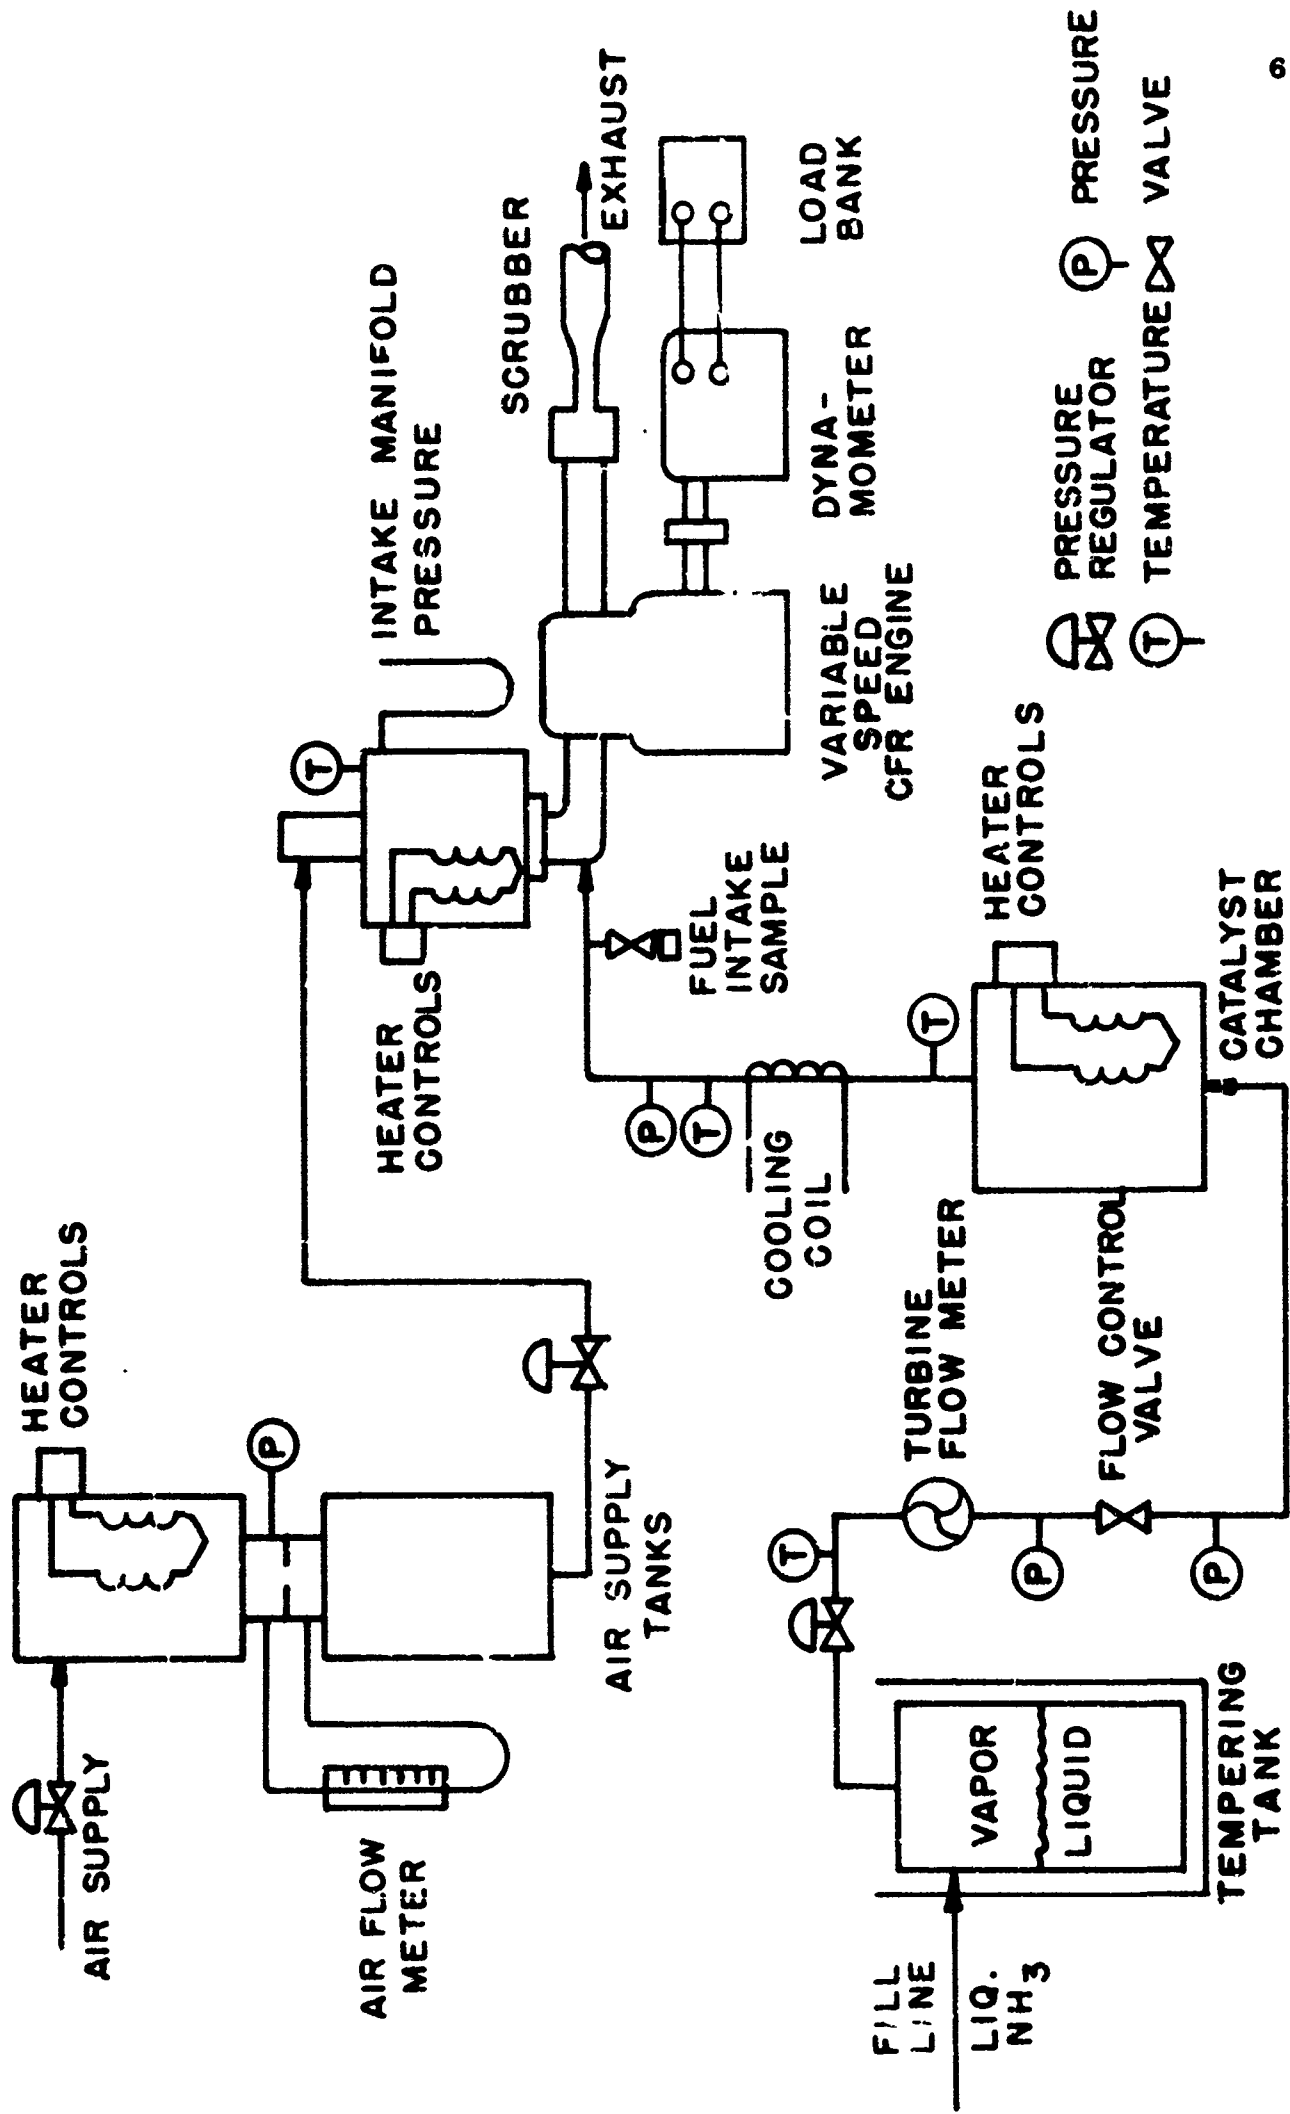 HEATER
CONTROLS
AIR SUPPLY
P
T
AIR FLOW
METER
HEATER
CONTROLS
INTAKE MANIFOLD
PRESSURE
SCRUBBER
EXHAUST
AIR SUPPLY
TANKS
FUEL
INTAKE
SAMPLE
P
T
COOLING
COIL
VARIABLE
SPEED
CFR ENGINE
DYNA-
MOMETER
LOAD
BANK
T
TURBINE
FLOW METER
T
FILL
LINE
LIQ.
NH3
VAPOR
LIQUID
P
FLOW CONTROL
VALVE
P
HEATER
CONTROLS
TEMPERING
TANK
CATALYST
CHAMBER
PRESSURE
REGULATOR
P PRESSURE
T TEMPERATURE
VALVE
6